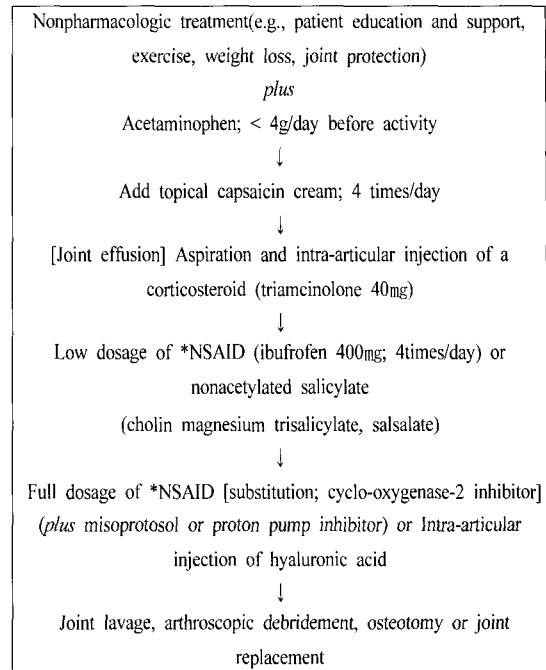 Nonpharmacologic treatment(e.g., patient education and support,
exercise, weight loss, joint protection)
plus
Acetaminophen; < 4g/day before activity
↓
Add topical capsaicin cream; 4 times/day
↓
[Joint effusion] Aspiration and intra-articular injection of a
corticosteroid (triamcinolone 40mg)
↓
Low dosage of *NSAID (ibufrofen 400mg; 4times/day) or
nonacetylated salicylate
(cholin magnesium trisalicylate, salsalate)
↓
Full dosage of *NSAID [substitution; cyclo-oxygenase-2 inhibitor]
(plus misoprotosol or proton pump inhibitor) or Intra-articular
injection of hyaluronic acid
↓
Joint lavage, arthroscopic debridement, osteotomy or joint
replacement